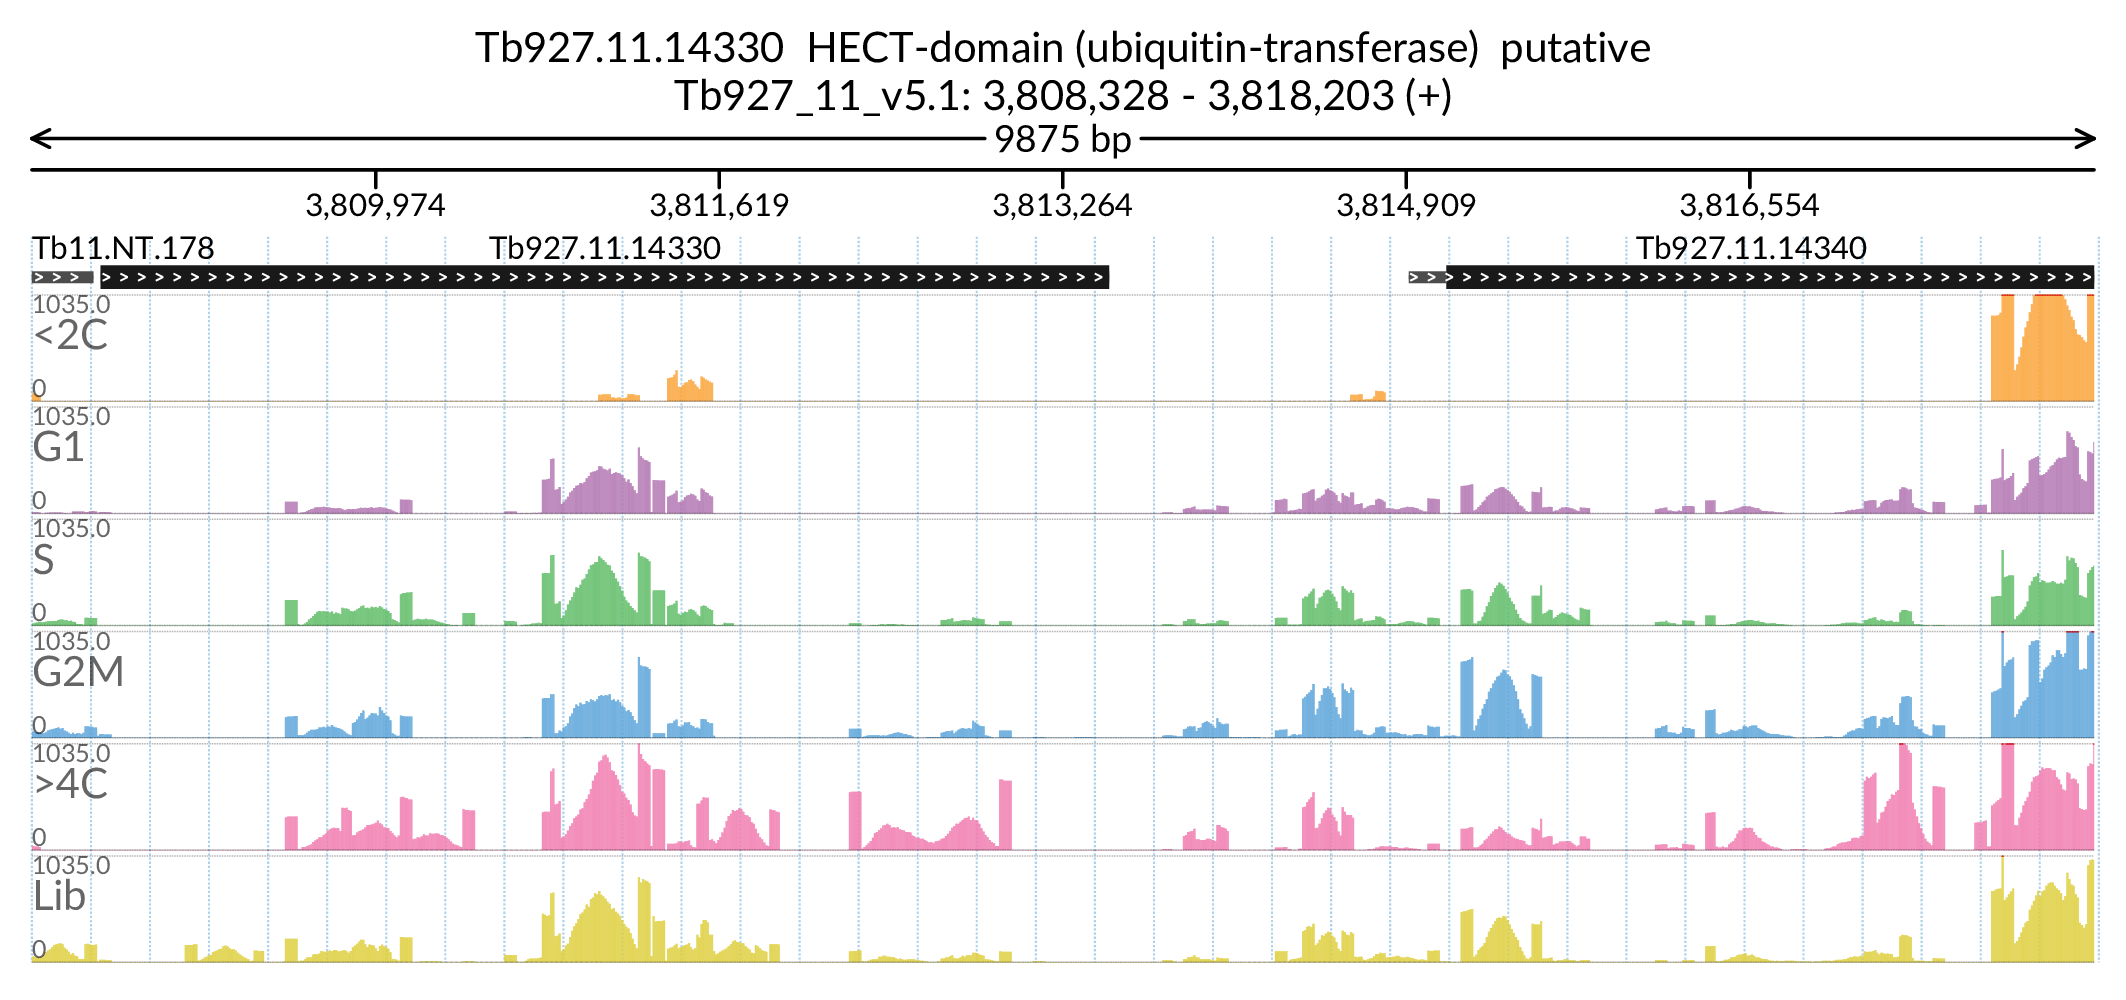 Tb927.11.14330 HECT-domain (ubiquitin-transferase) putative
Tb927_11_v5.1: 3,808,328 - 3,818,203 (+)
9875 bp
3,809,974 3,811,619 3,813,264 3,814,909 3,816,554
Tb11.NT.178 Tb927.11.14330 Tb927.11.14340
1035.0
<2C
0
1035.0
G1
0
1035.0
S
0
1035.0
G2M
0
1035.0
>4C
0
1035.0
Lib
0